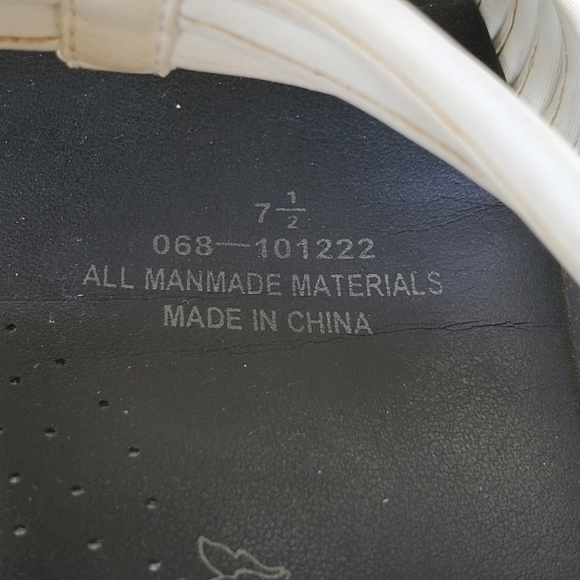 7 1/2
068—101222
ALL MANMADE MATERIALS
MADE IN CHINA